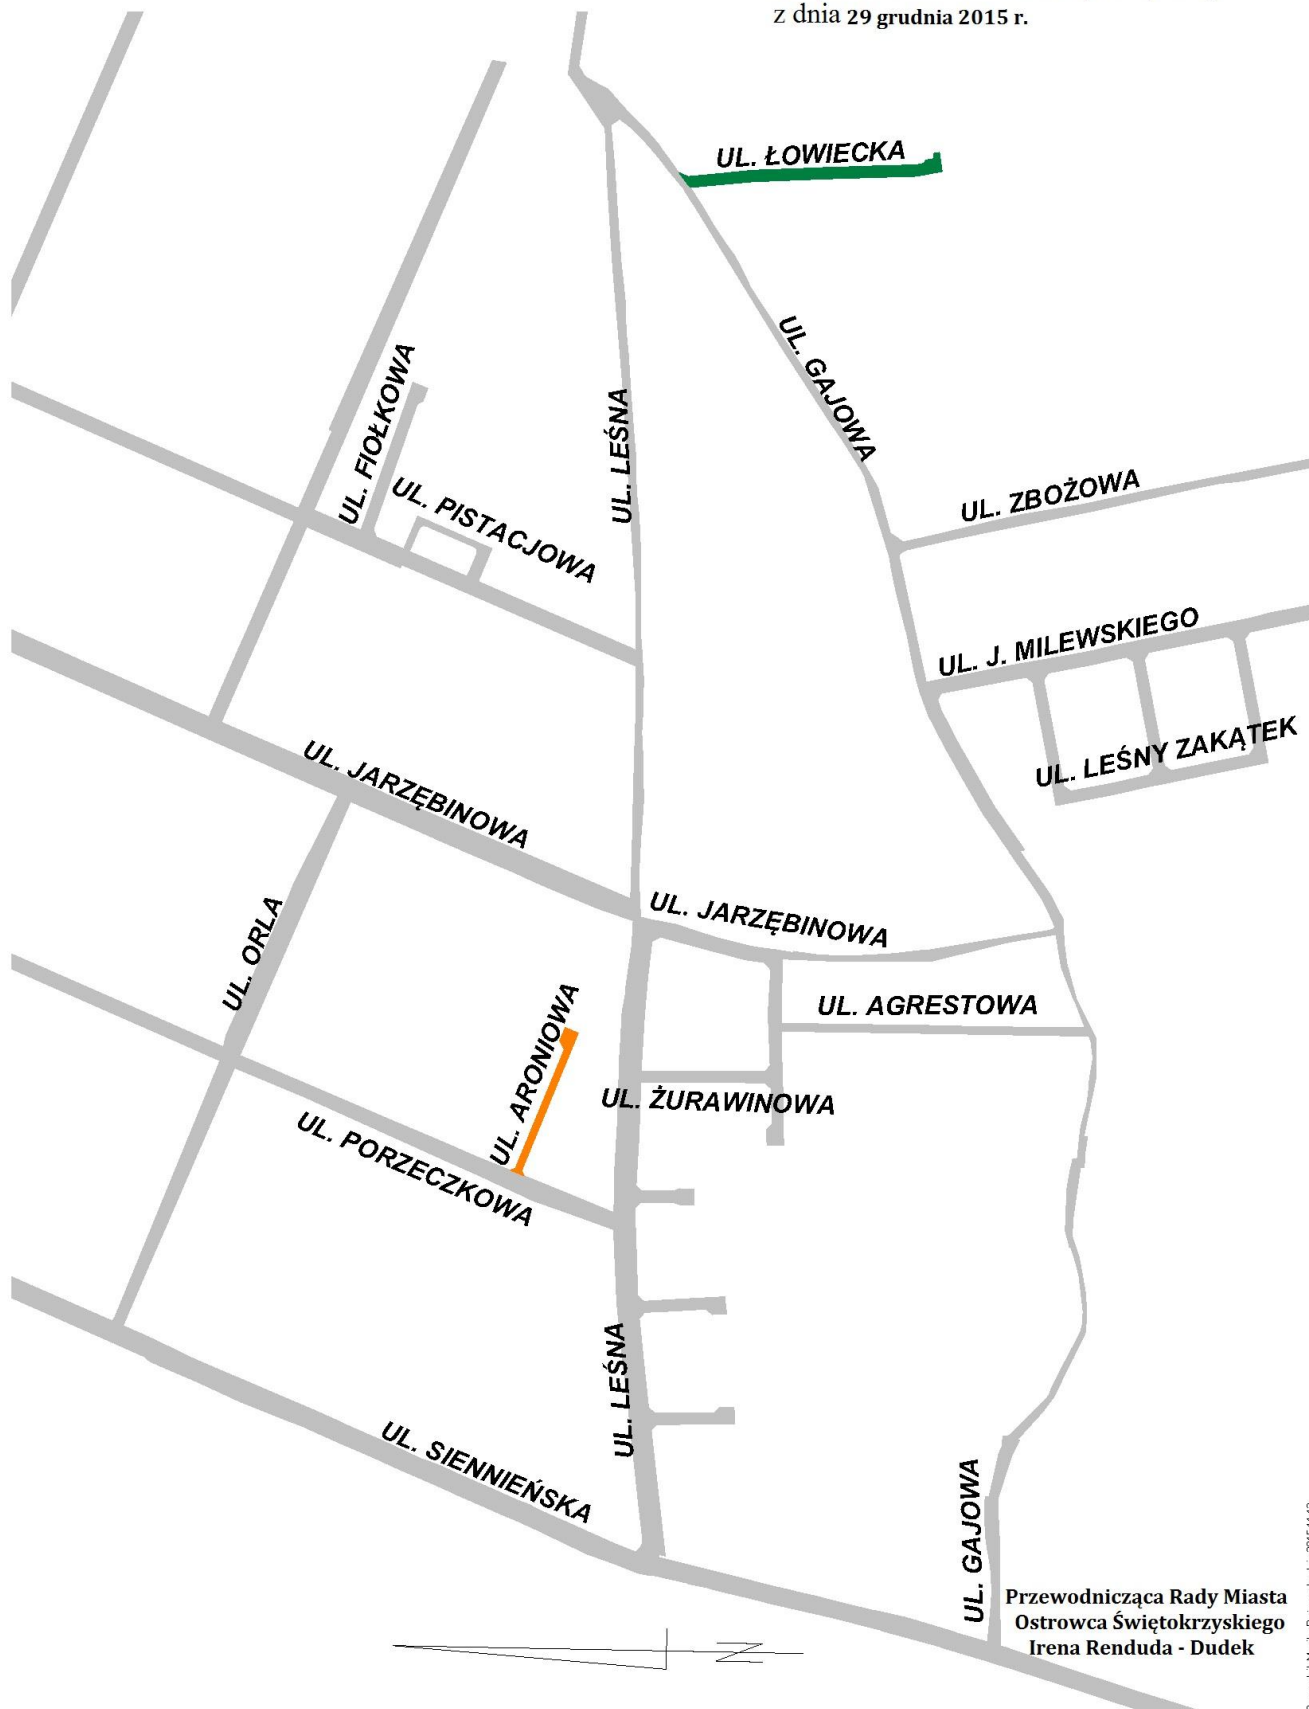 z dnia 29 grudnia 2015 r.
UL. ŁOWIECKA
UL. GAJOWA
UL. FIOŁKOWA
UL. LEŚNA
UL. PISTACJOWA
UL. ZBOŻOWA
UL. J. MILEWSKIEGO
UL. LEŚNY ZAKĄTEK
UL. JARZĘBINOWA
UL. JARZĘBINOWA
UL. ORLA
UL. ARONIOWA
UL. AGRESTOWA
UL. ŻURAWINOWA
UL. PORZECZKOWA
UL. LEŚNA
UL. SIENNIEŃSKA
UL. GAJOWA
Przewodnicząca Rady Miasta
Ostrowca Świętokrzyskiego
Irena Renduda - Dudek
N